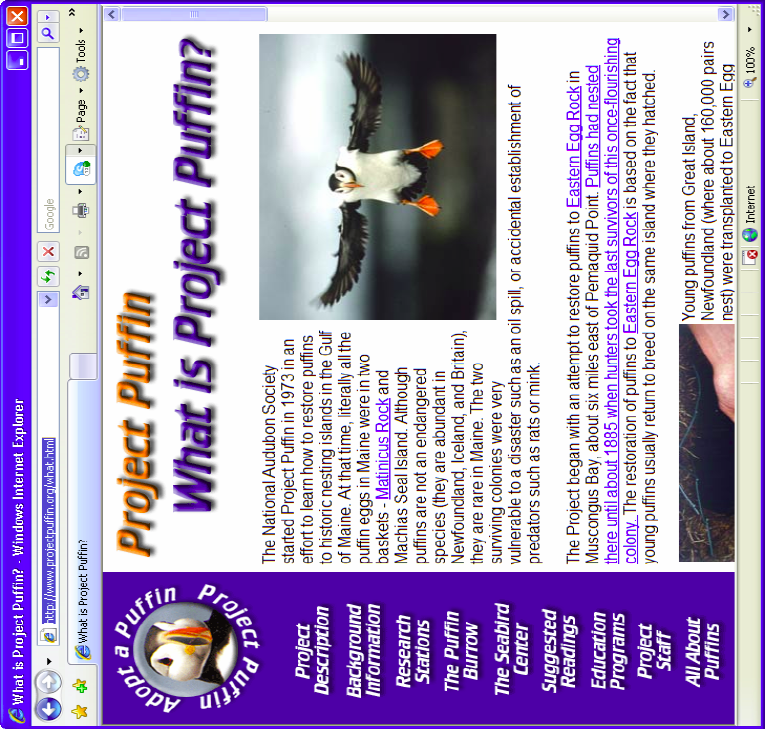 What is Project Puffin? - Windows Internet Explorer
http://www.projectpuffin.org/what.html
Google
What is Project Puffin?
Page
Tools
Adopt a Puffin
Project Puffin
Project
Description
Background
Information
Research
Stations
The Puffin
Burrow
The Seabird
Center
Suggested
Readings
Education
Programs
Project
Staff
All About
Puffins
Project Puffin
What is Project Puffin?
The National Audubon Society
started Project Puffin in 1973 in an
effort to learn how to restore puffins
to historic nesting islands in the Gulf
of Maine. At that time, literally all the
puffin eggs in Maine were in two
baskets - Matinicus Rock and
Machias Seal Island. Although
puffins are not an endangered
species (they are abundant in
Newfoundland, Iceland, and Britain),
they are rare in Maine. The two
surviving colonies were very
vulnerable to a disaster such as an oil spill, or accidental establishment of
predators such as rats or mink.
The Project began with an attempt to restore puffins to Eastern Egg Rock in
Muscongus Bay, about six miles east of Pemaquid Point. Puffins had nested
there until about 1885 when hunters took the last survivors of this once-flourishing
colony. The restoration of puffins to Eastern Egg Rock is based on the fact that
young puffins usually return to breed on the same island where they hatched.
Young puffins from Great Island,
Newfoundland (where about 160,000 pairs
nest) were transplanted to Eastern Egg
Internet
100%